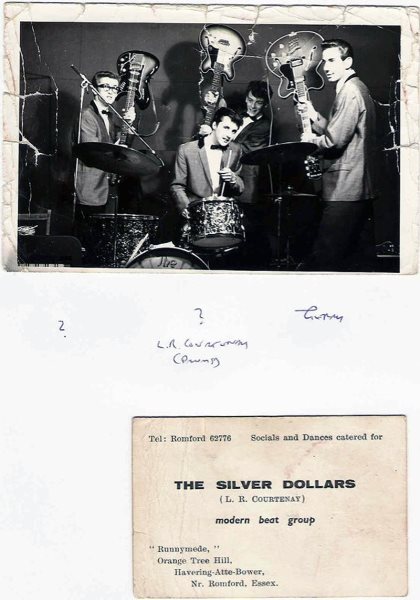 The
?
?
L.R. COURTENAY
(DRUMS)
Tel: Romford 62776 Socials and Dances catered for
THE SILVER DOLLARS
(L. R. COURTENAY)
modern beat group
" Runnymede, "
Orange Tree Hill,
Havering-Atte-Bower,
Nr. Romford, Essex.